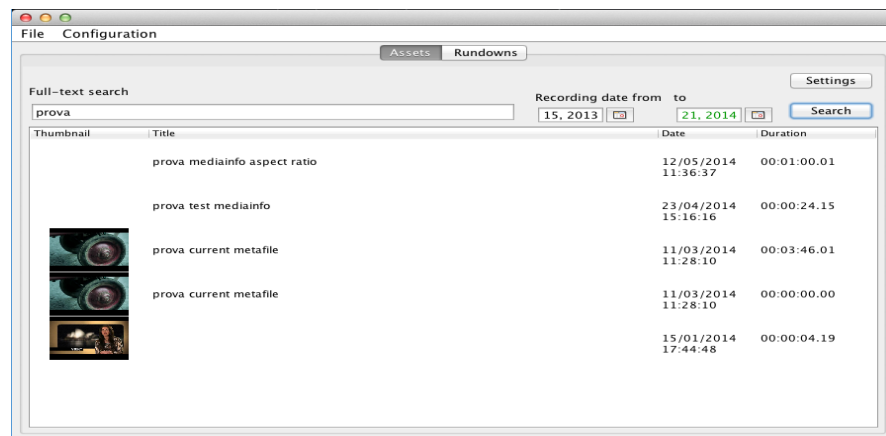 File Configuration
Assets Rundowns
Settings
Full-text search
Recording date from to
prova 15, 2013 21, 2014 Search
Thumbnail Title Date Duration
prova mediainfo aspect ratio 12/05/2014 00:01:00.01
11:36:37
prova test mediainfo 23/04/2014 00:00:24.15
15:16:16
prova current metafile 11/03/2014 00:03:46.01
11:28:10
prova current metafile 11/03/2014 00:00:00.00
11:28:10
15/01/2014 00:00:04.19
17:44:48